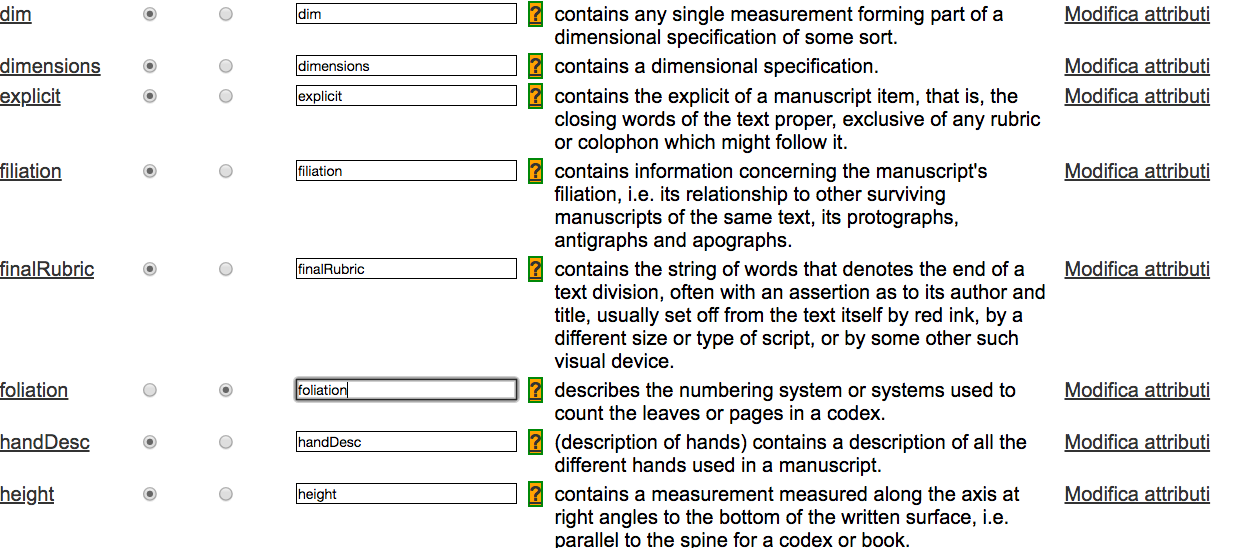 dim dim ? contains any single measurement forming part of a Modifica attributi
dimensional specification of some sort.
dimensions dimensions ? contains a dimensional specification. Modifica attributi
explicit explicit ? contains the explicit of a manuscript item, that is, the Modifica attributi
closing words of the text proper, exclusive of any rubric
or colophon which might follow it.
filiation filiation ? contains information concerning the manuscript's Modifica attributi
filiation, i.e. its relationship to other surviving
manuscripts of the same text, its protographs,
antigraphs and apographs.
finalRubric finalRubric ? contains the string of words that denotes the end of a Modifica attributi
text division, often with an assertion as to its author and
title, usually set off from the text itself by red ink, by a
different size or type of script, or by some other such
visual device.
foliation foliation ? describes the numbering system or systems used to Modifica attributi
count the leaves or pages in a codex.
handDesc handDesc ? (description of hands) contains a description of all the Modifica attributi
different hands used in a manuscript.
height height ? contains a measurement measured along the axis at Modifica attributi
right angles to the bottom of the written surface, i.e.
parallel to the spine for a codex or book.